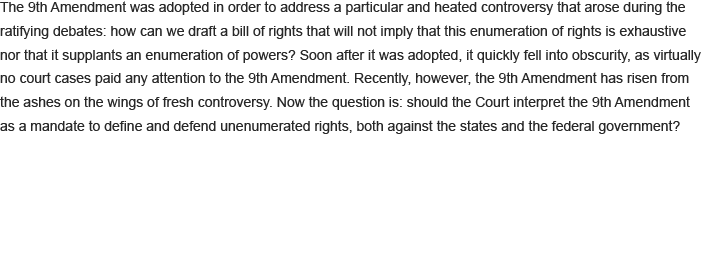 The 9th Amendment was adopted in order to address a particular and heated controversy that arose during the
ratifying debates: how can we draft a bill of rights that will not imply that this enumeration of rights is exhaustive
nor that it supplants an enumeration of powers? Soon after it was adopted, it quickly fell into obscurity, as virtually
no court cases paid any attention to the 9th Amendment. Recently, however, the 9th Amendment has risen from
the ashes on the wings of fresh controversy. Now the question is: should the Court interpret the 9th Amendment
as a mandate to define and defend unenumerated rights, both against the states and the federal government?